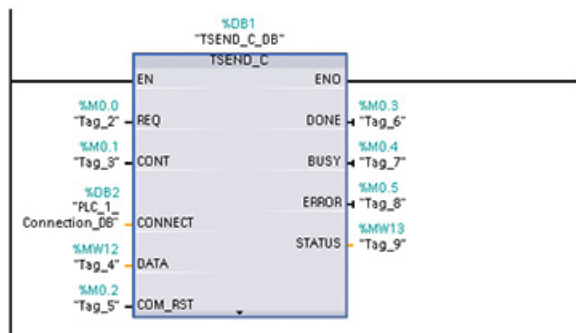 %DB1
"TSEND_C_DB"
TSEND_C
EN ENO
%M0.0 %M0.3
"Tag_2" REQ DONE "Tag_6"
%M0.1 %M0.4
"Tag_3" CONT BUSY "Tag_7"
%DB2 %M0.5
"PLC_1_ ERROR "Tag_8"
Connection_DB" CONNECT
%MW13
STATUS "Tag_9"
%MW12
"Tag_4" DATA
%M0.2
"Tag_5" COM_RST